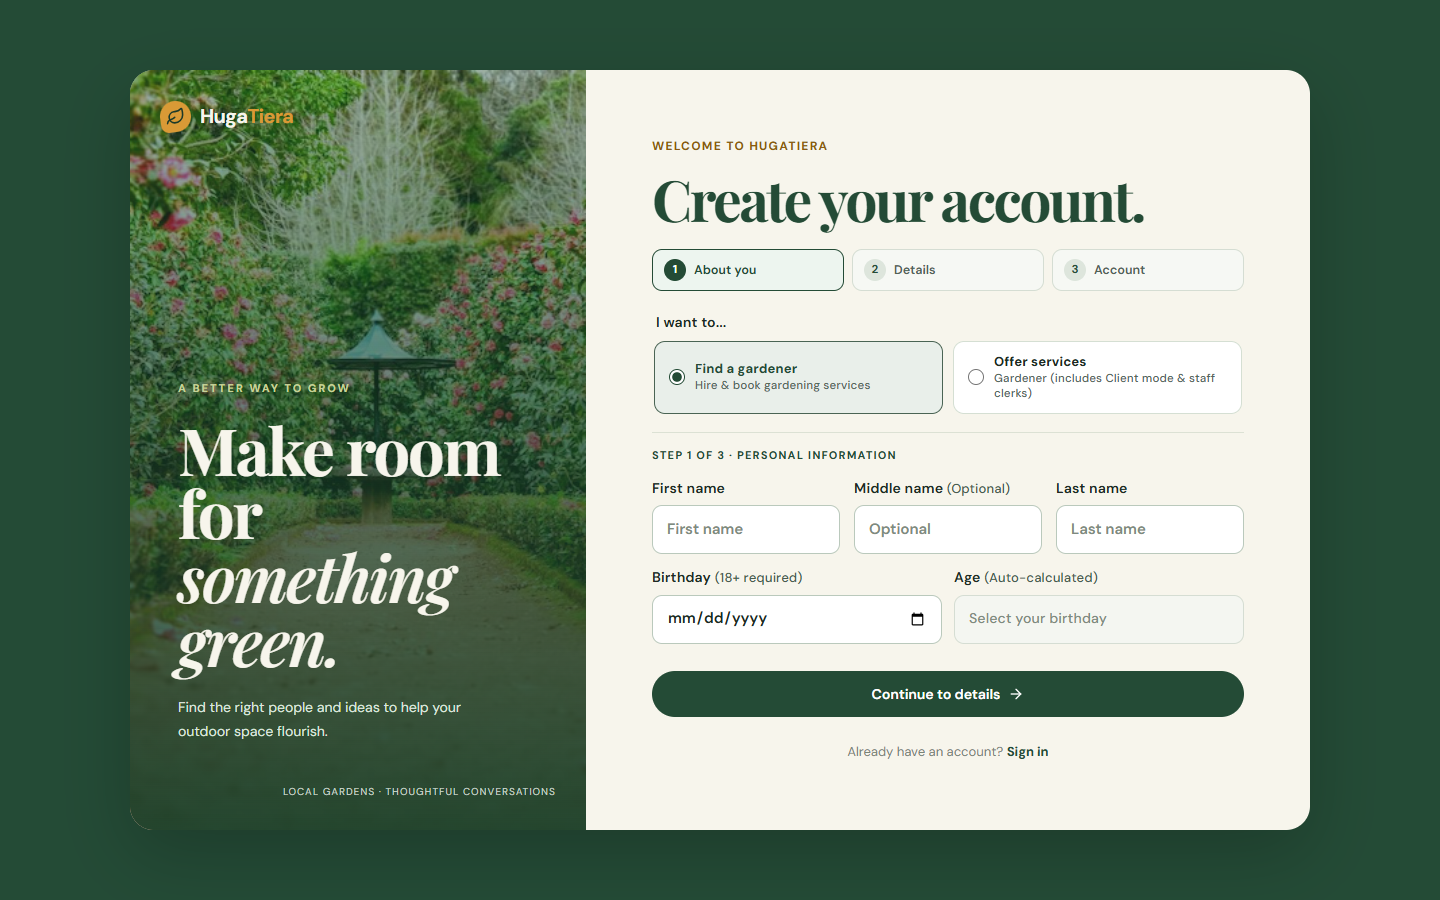 HugaTiera
A BETTER WAY TO GROW
Make room
for
something
green.
Find the right people and ideas to help your
outdoor space flourish.
LOCAL GARDENS · THOUGHTFUL CONVERSATIONS
WELCOME TO HUGATIERA
Create your account.
1 About you
2 Details
3 Account
I want to...
Find a gardener
Hire & book gardening services
Offer services
Gardener (includes Client mode & staff
clerks)
STEP 1 OF 3 · PERSONAL INFORMATION
First name
Middle name (Optional)
Last name
First name
Optional
Last name
Birthday (18+ required)
Age (Auto-calculated)
mm/dd/yyyy
Select your birthday
Continue to details →
Already have an account? Sign in